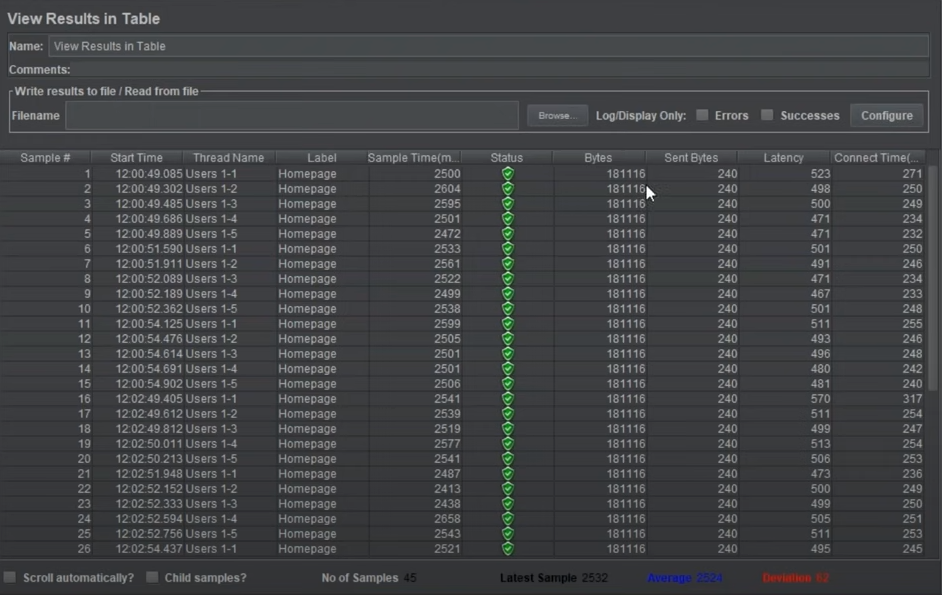 View Results in Table
Name: View Results in Table
Comments:
Write results to file / Read from file
Filename Browse... Log/Display Only: Errors Successes Configure
Sample # Start Time Thread Name Label Sample Time(m... Status Bytes Sent Bytes Latency Connect Time(...
1 12:00:49.085 Users 1-1 Homepage 2500 181116 240 523 271
2 12:00:49.302 Users 1-2 Homepage 2604 181116 240 498 250
3 12:00:49.485 Users 1-3 Homepage 2595 181116 240 500 249
4 12:00:49.686 Users 1-4 Homepage 2501 181116 240 471 234
5 12:00:49.889 Users 1-5 Homepage 2472 181116 240 471 232
6 12:00:51.590 Users 1-1 Homepage 2533 181116 240 501 250
7 12:00:51.911 Users 1-2 Homepage 2561 181116 240 491 246
8 12:00:52.089 Users 1-3 Homepage 2522 181116 240 471 234
9 12:00:52.189 Users 1-4 Homepage 2499 181116 240 467 233
10 12:00:52.362 Users 1-5 Homepage 2538 181116 240 501 248
11 12:00:54.125 Users 1-1 Homepage 2599 181116 240 511 255
12 12:00:54.476 Users 1-2 Homepage 2505 181116 240 493 246
13 12:00:54.614 Users 1-3 Homepage 2501 181116 240 496 248
14 12:00:54.691 Users 1-4 Homepage 2501 181116 240 480 242
15 12:00:54.902 Users 1-5 Homepage 2506 181116 240 481 240
16 12:02:49.405 Users 1-1 Homepage 2541 181116 240 570 317
17 12:02:49.612 Users 1-2 Homepage 2539 181116 240 511 254
18 12:02:49.812 Users 1-3 Homepage 2519 181116 240 499 247
19 12:02:50.011 Users 1-4 Homepage 2577 181116 240 513 254
20 12:02:50.213 Users 1-5 Homepage 2541 181116 240 506 253
21 12:02:51.948 Users 1-1 Homepage 2487 181116 240 473 236
22 12:02:52.152 Users 1-2 Homepage 2413 181116 240 500 249
23 12:02:52.333 Users 1-3 Homepage 2438 181116 240 499 250
24 12:02:52.594 Users 1-4 Homepage 2658 181116 240 505 251
25 12:02:52.756 Users 1-5 Homepage 2543 181116 240 511 253
26 12:02:54.437 Users 1-1 Homepage 2521 181116 240 495 245
Scroll automatically? Child samples? No of Samples 45 Latest Sample 2532 Average 2524 Deviation 62